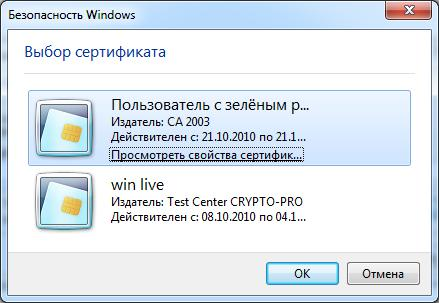 Безопасность Windows
Выбор сертификата
Пользователь с зелёным р...
Издатель: CA 2003
Действителен с: 21.10.2010 по 21.1...
Просмотреть свойства сертифик...
win live
Издатель: Test Center CRYPTO-PRO
Действителен с: 08.10.2010 по 04.1...
ОК
Отмена